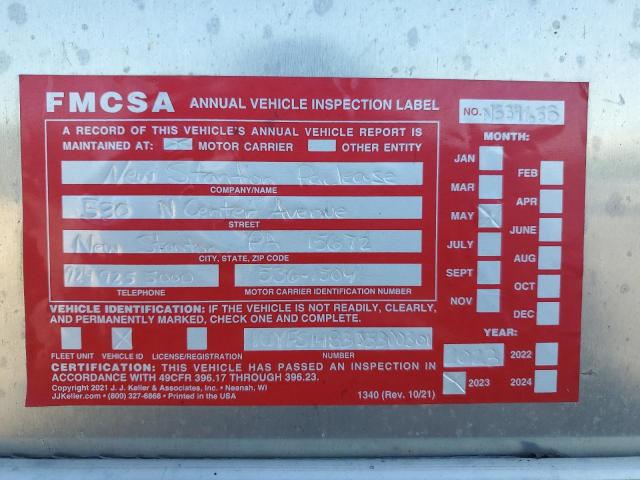 FMCSA ANNUAL VEHICLE INSPECTION LABEL NO.
A RECORD OF THIS VEHICLE'S ANNUAL VEHICLE REPORT IS
MAINTAINED AT: MOTOR CARRIER OTHER ENTITY
New Stanton
COMPANY/NAME
530 N Center Avenue
STREET
New Stanton PA 15672
CITY, STATE, ZIP CODE
724 925 5000
TELEPHONE MOTOR CARRIER IDENTIFICATION NUMBER
VEHICLE IDENTIFICATION: IF THE VEHICLE IS NOT READILY, CLEARLY,
AND PERMANENTLY MARKED, CHECK ONE AND COMPLETE.
FLEET UNIT VEHICLE ID LICENSE/REGISTRATION NUMBER
CERTIFICATION: THIS VEHICLE HAS PASSED AN INSPECTION IN
ACCORDANCE WITH 49CFR 396.17 THROUGH 396.23.
Copyright 2021 J. J. Keller & Associates, Inc. • Neenah, WI
JJKeller.com • (800) 327-6868 • Printed in the USA
1340 (Rev. 10/21)
MONTH:
JAN FEB
MAR APR
MAY JUNE
JULY AUG
SEPT OCT
NOV DEC
YEAR:
2022
2023 2024